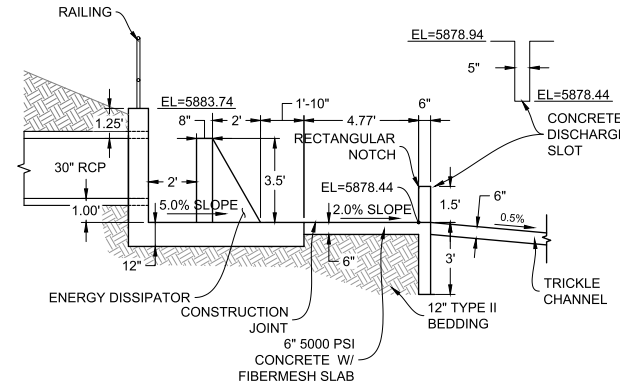 RAILING
EL=5878.94
5"
EL=5878.44
CONCRETE
DISCHARGE
SLOT
EL=5883.74
1'-10"
8"
2'
4.77'
6"
1.25'
RECTANGULAR
NOTCH
30" RCP
2'
3.5'
EL=5878.44
1.5'
6"
1.00'
5.0% SLOPE
2.0% SLOPE
0.5%
12"
6"
3'
ENERGY DISSIPATOR
CONSTRUCTION
JOINT
12" TYPE II
BEDDING
TRICKLE
CHANNEL
6" 5000 PSI
CONCRETE W/
FIBERMESH SLAB